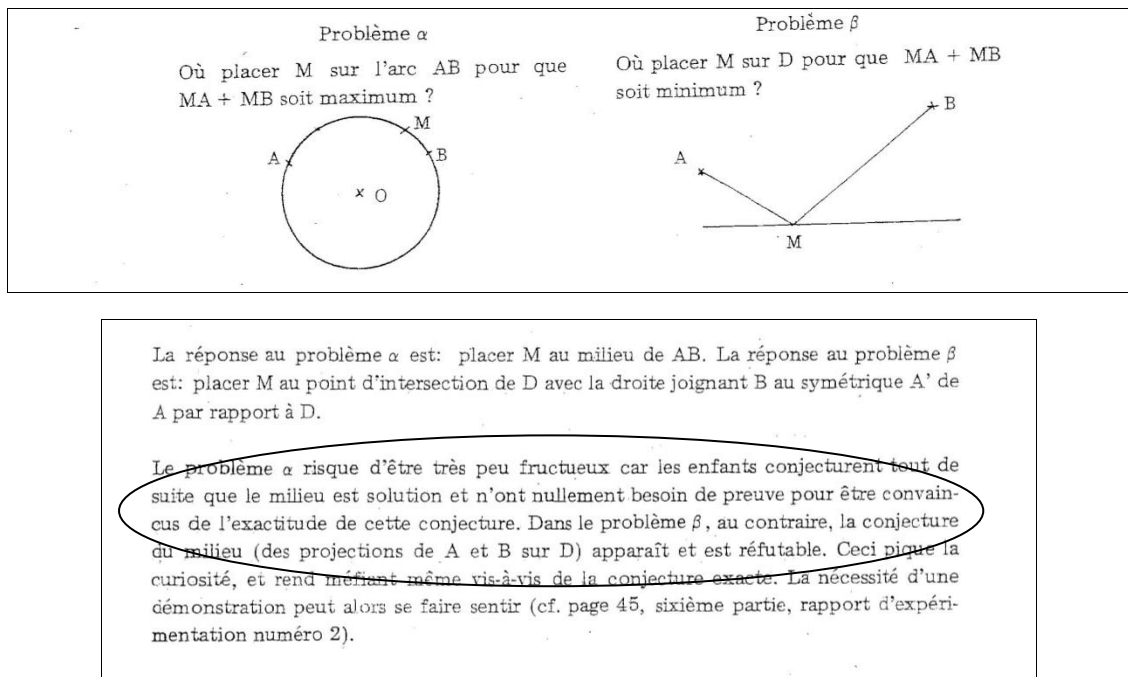 Problème α
Où placer M sur l'arc AB pour que
MA + MB soit maximum ?
M
A
B
O
Problème β
Où placer M sur D pour que MA + MB
soit minimum ?
B
A
M
La réponse au problème α est: placer M au milieu de AB. La réponse au problème β
est: placer M au point d'intersection de D avec la droite joignant B au symétrique A' de
A par rapport à D.
Le problème α risque d'être très peu fructueux car les enfants conjecturent tout de
suite que le milieu est solution et n'ont nullement besoin de preuve pour être convain-
cus de l'exactitude de cette conjecture. Dans le problème β, au contraire, la conjecture
du milieu (des projections de A et B sur D) apparaît et est réfutable. Ceci pique la
curiosité, et rend méfiant même vis-à-vis de la conjecture exacte. La nécessité d'une
démonstration peut alors se faire sentir (cf. page 45, sixième partie, rapport d'expéri-
mentation numéro 2).